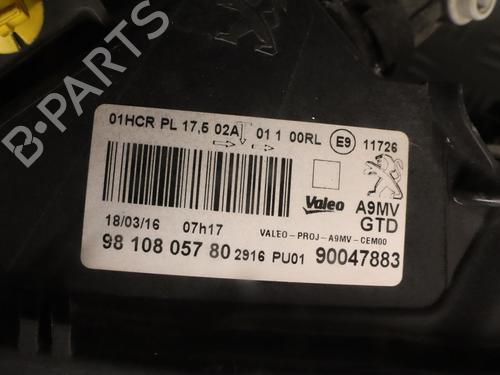 01HCR PL 17,5 02A 01 1 00RL E9 11726
Valeo A9MV
GTD
18/03/16 07h17 VALEO-PROJ-A9MV-CEM00
98 108 057 80 2916 PU01 90047883
B-Parts